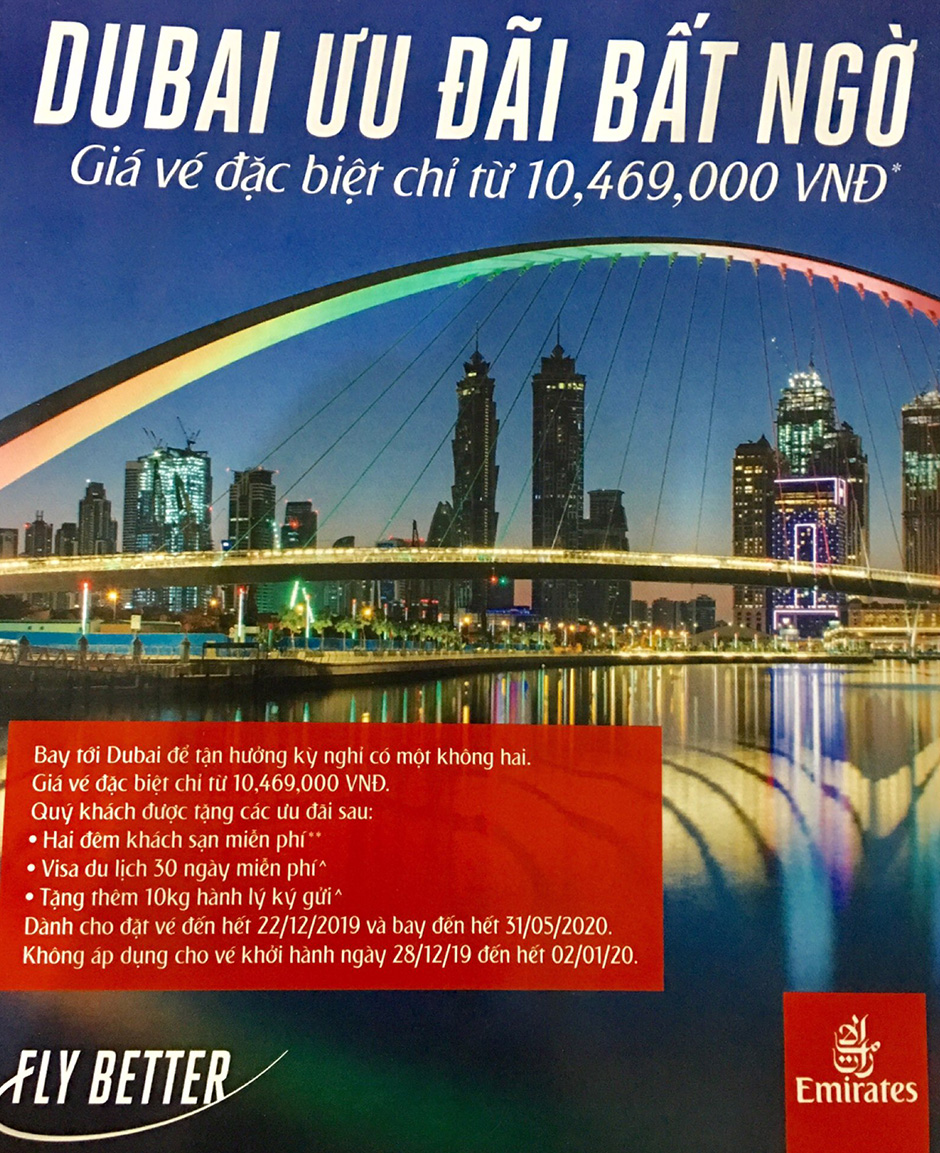 DUBAI ƯU ĐÃI BẤT NGỜ
Giá vé đặc biệt chỉ từ 10,469,000 VNĐ*
Bay tới Dubai để tận hưởng kỳ nghỉ có một không hai.
Giá vé đặc biệt chỉ từ 10,469,000 VNĐ.
Quý khách được tặng các ưu đãi sau:
• Hai đêm khách sạn miễn phí**
• Visa du lịch 30 ngày miễn phí^
• Tặng thêm 10kg hành lý ký gửi^
Dành cho đặt vé đến hết 22/12/2019 và bay đến hết 31/05/2020.
Không áp dụng cho vé khởi hành ngày 28/12/19 đến hết 02/01/20.
FLY BETTER
Emirates